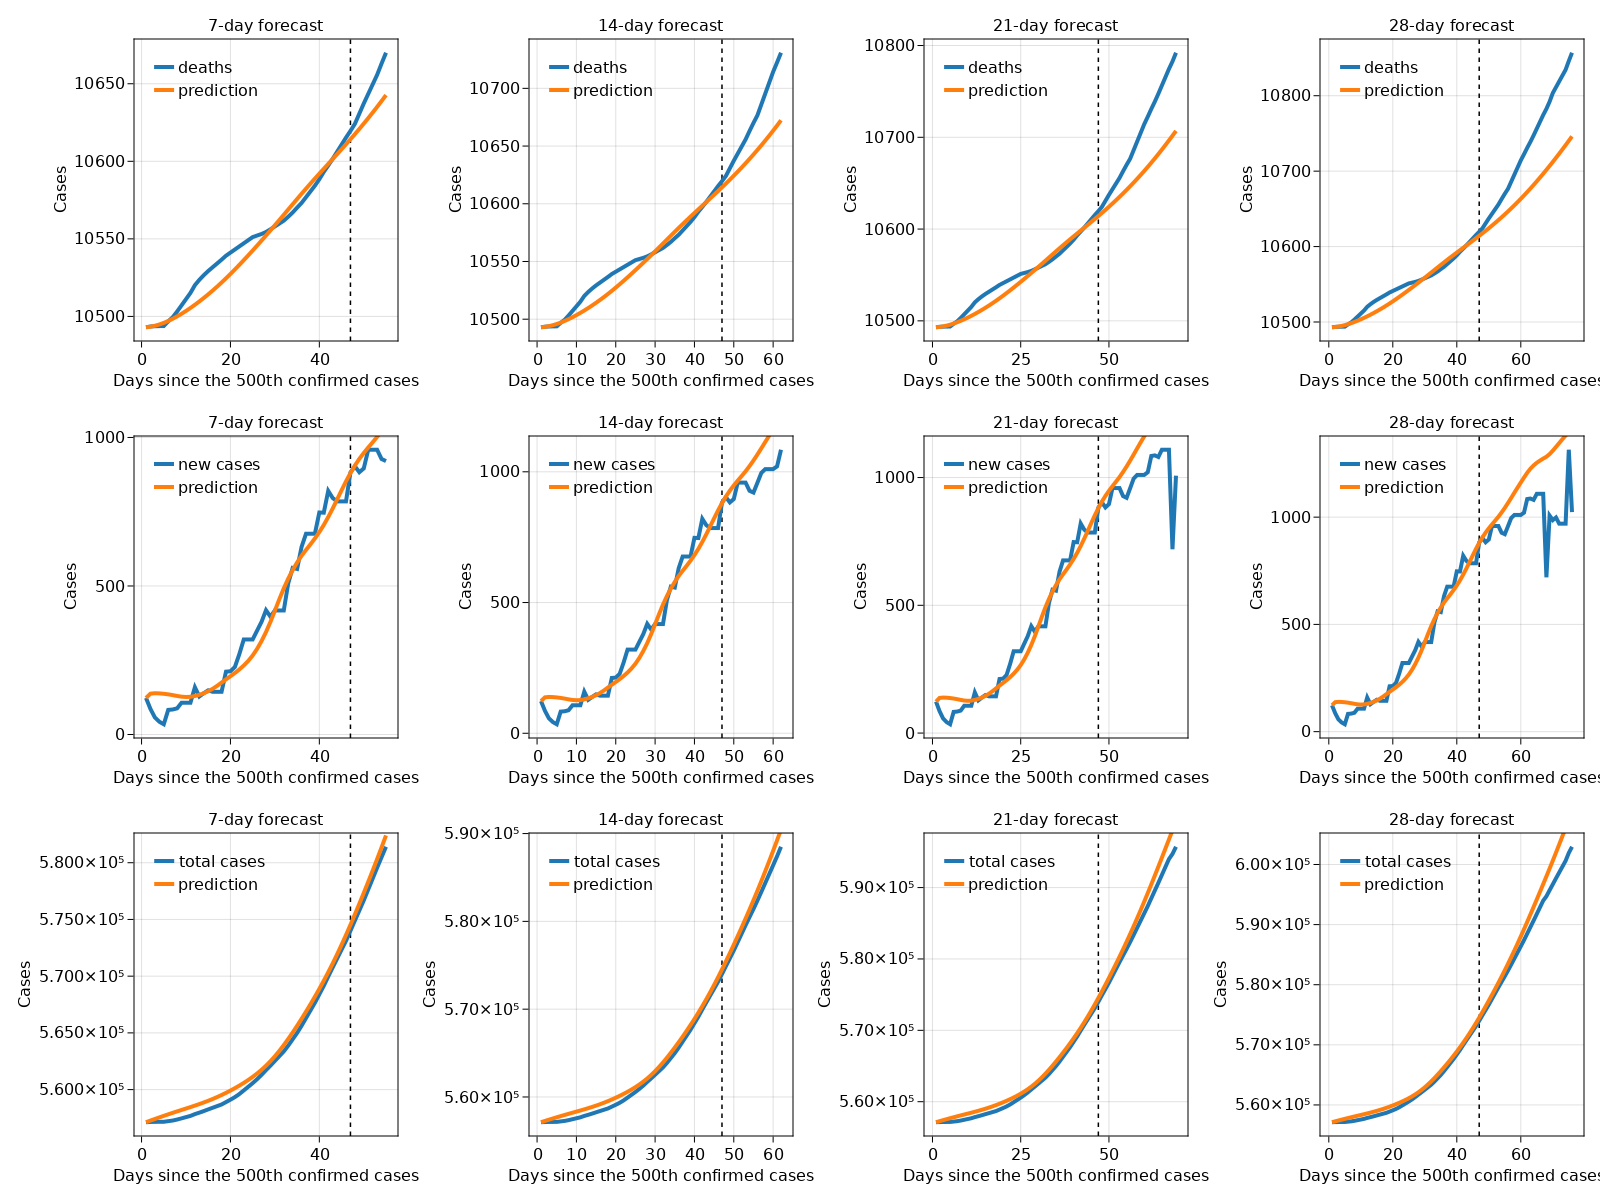 7-day forecast
deaths
prediction
10650
10600
10550
10500
Cases
0 20 40
Days since the 500th confirmed cases
14-day forecast
deaths
prediction
10700
10650
10600
10550
10500
Cases
0 10 20 30 40 50 60
Days since the 500th confirmed cases
21-day forecast
deaths
prediction
10800
10700
10600
10500
Cases
0 25 50
Days since the 500th confirmed cases
28-day forecast
deaths
prediction
10800
10700
10600
10500
Cases
0 20 40 60
Days since the 500th confirmed cases
7-day forecast
new cases
prediction
1000
500
0
Cases
0 20 40
Days since the 500th confirmed cases
14-day forecast
new cases
prediction
1000
500
0
Cases
0 10 20 30 40 50 60
Days since the 500th confirmed cases
21-day forecast
new cases
prediction
1000
500
0
Cases
0 25 50
Days since the 500th confirmed cases
28-day forecast
new cases
prediction
1000
500
0
Cases
0 20 40 60
Days since the 500th confirmed cases
7-day forecast
total cases
prediction
5.800×10⁵
5.750×10⁵
5.700×10⁵
5.650×10⁵
5.600×10⁵
Cases
0 20 40
Days since the 500th confirmed cases
14-day forecast
total cases
prediction
5.90×10⁵
5.80×10⁵
5.70×10⁵
5.60×10⁵
Cases
0 10 20 30 40 50 60
Days since the 500th confirmed cases
21-day forecast
total cases
prediction
5.90×10⁵
5.80×10⁵
5.70×10⁵
5.60×10⁵
Cases
0 25 50
Days since the 500th confirmed cases
28-day forecast
total cases
prediction
6.00×10⁵
5.90×10⁵
5.80×10⁵
5.70×10⁵
5.60×10⁵
Cases
0 20 40 60
Days since the 500th confirmed cases